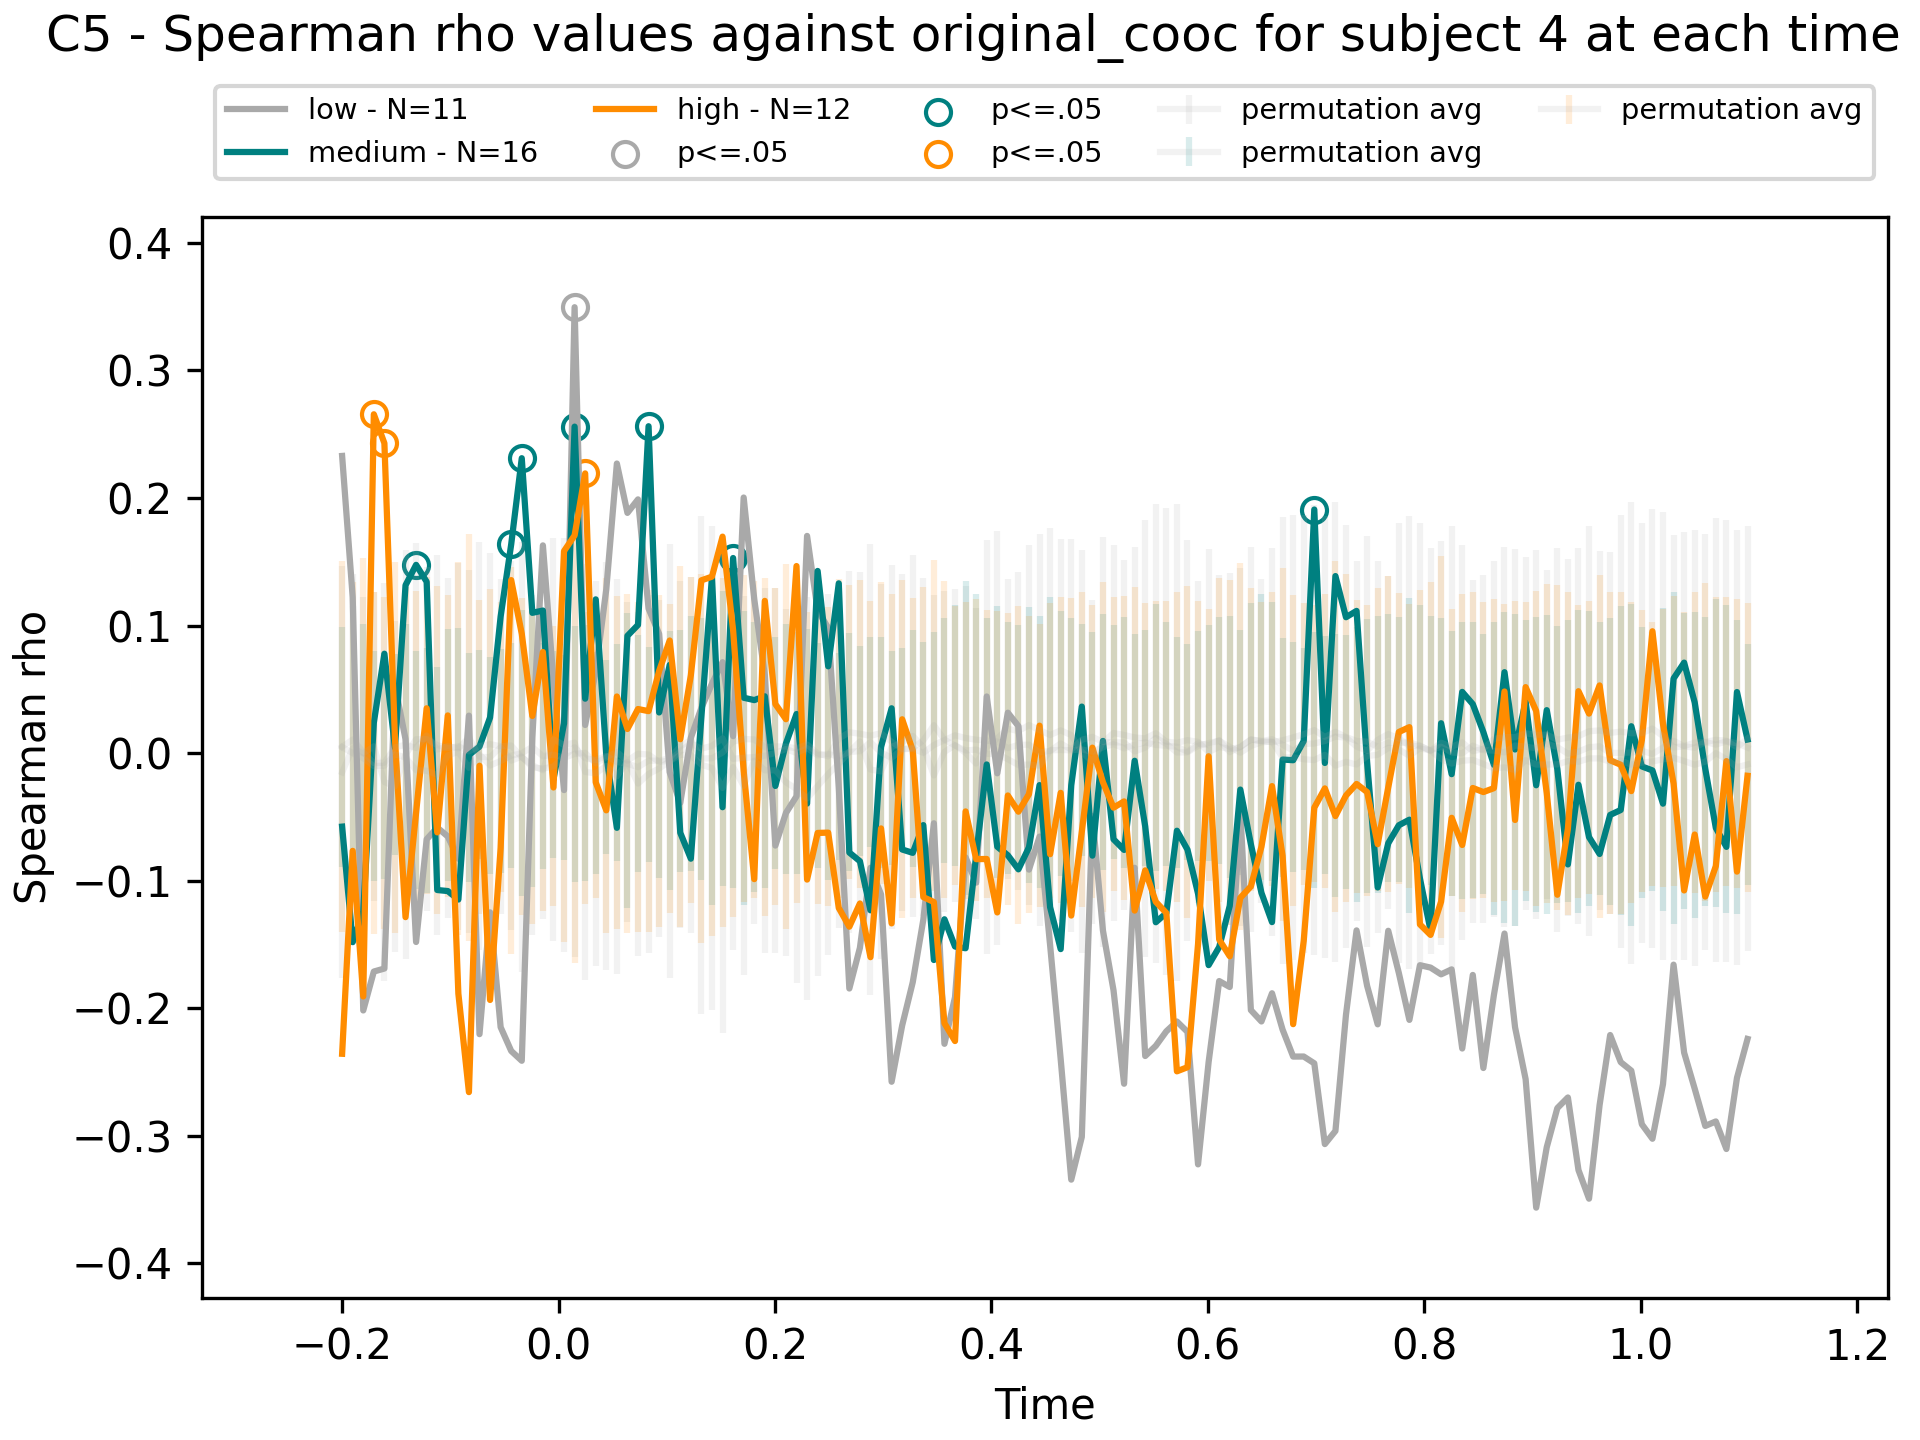 C5 - Spearman rho values against original_cooc for subject 4 at each time
low - N=11
medium - N=16
high - N=12
p<=.05
p<=.05
p<=.05
permutation avg
permutation avg
permutation avg
0.4
0.3
0.2
0.1
0.0
−0.1
−0.2
−0.3
−0.4
Spearman rho
−0.2 0.0 0.2 0.4 0.6 0.8 1.0 1.2
Time